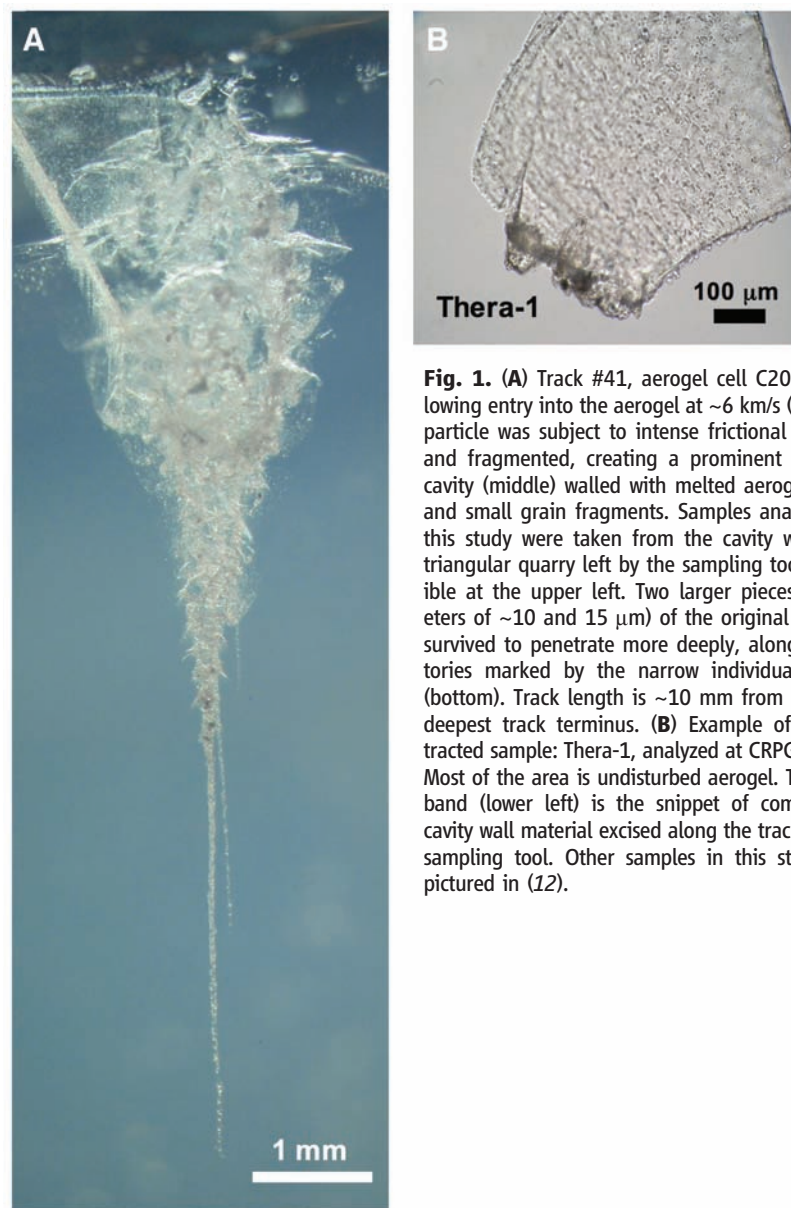 A
1 mm
B
Thera-1
100 μm
Fig. 1. (A) Track #41, aerogel cell C20
lowing entry into the aerogel at ~6 km/s (
particle was subject to intense frictional
and fragmented, creating a prominent
cavity (middle) walled with melted aerog
and small grain fragments. Samples ana
this study were taken from the cavity w
triangular quarry left by the sampling too
ible at the upper left. Two larger pieces
eters of ~10 and 15 μm) of the original
survived to penetrate more deeply, along
tories marked by the narrow individua
(bottom). Track length is ~10 mm from
deepest track terminus. (B) Example of
tracted sample: Thera-1, analyzed at CRPG
Most of the area is undisturbed aerogel. T
band (lower left) is the snippet of com
cavity wall material excised along the trac
sampling tool. Other samples in this st
pictured in (12).